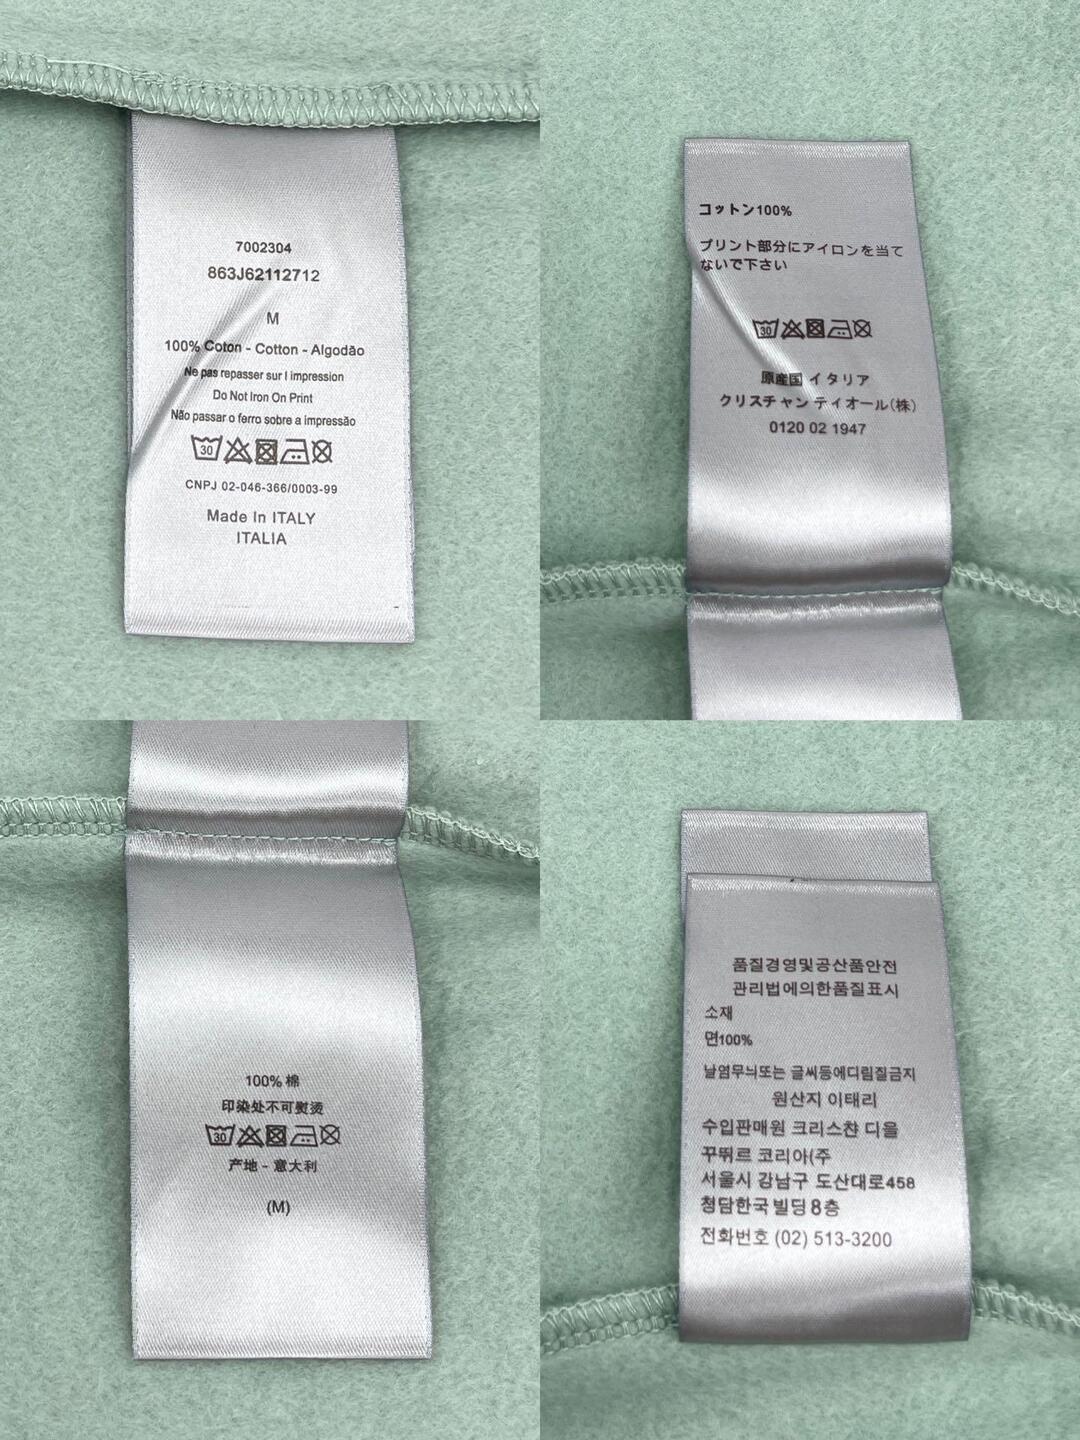 7002304
863J62112712
M
100% Coton - Cotton - Algodão
Ne pas repasser sur l impression
Do Not Iron On Print
Não passar o ferro sobre a impressão
30
CNPJ 02-046-366/0003-99
Made In ITALY
ITALIA
コットン100%
プリント部分にアイロンを当て
ないで下さい
30
原産国 イタリア
クリスチャン ティオール(株)
0120 02 1947
100% 棉
印染处不可熨烫
30
产地 - 意大利
(M)
품질경영및공산품안전
관리법에의한품질표시
소재
면100%
날염무늬또는 글씨등에디림질금지
원산지 이태리
수입판매원 크리스챤 디올
꾸뛰르 코리아(주
서울시 강남구 도산대로458
청담한국빌딩8층
전화번호 (02) 513-3200